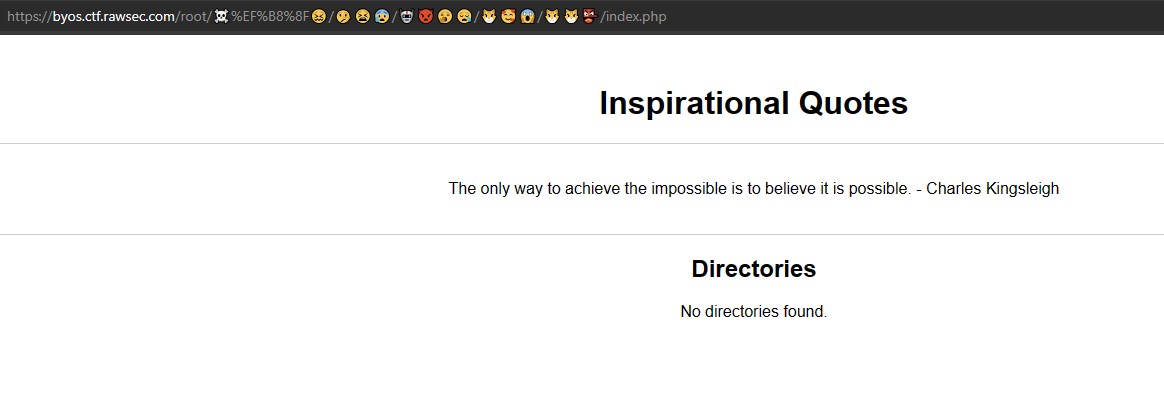 https://byos.ctf.rawsec.com/root/☠%EF%B8%8F😖/🤔😫😰/💀😡😚😪/😼🥰😱/😼😼👺/index.php
Inspirational Quotes
The only way to achieve the impossible is to believe it is possible. - Charles Kingsleigh
Directories
No directories found.